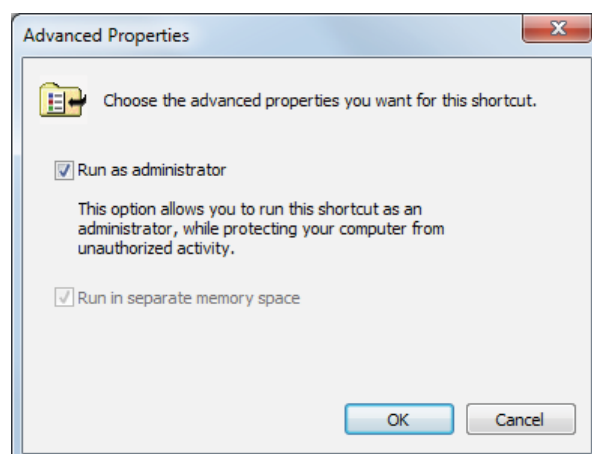 Advanced Properties
Choose the advanced properties you want for this shortcut.
Run as administrator
This option allows you to run this shortcut as an
administrator, while protecting your computer from
unauthorized activity.
Run in separate memory space
OK
Cancel